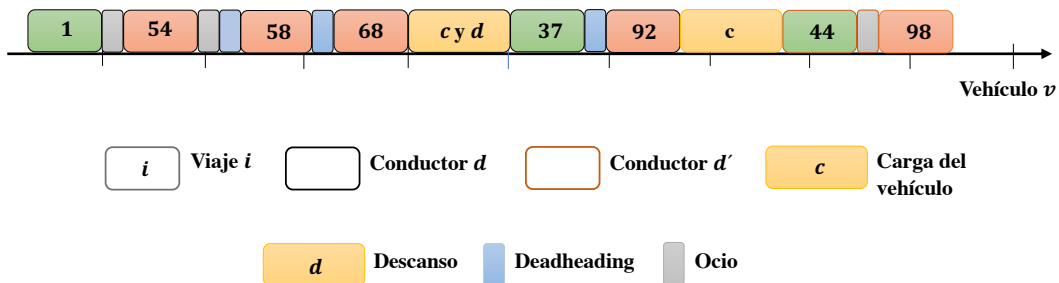 1 54 58 68 c y d 37 92 c 44 98
Vehículo v
i Viaje i Conductor d Conductor d´ c Carga del
vehículo
d Descanso Deadheading Ocio